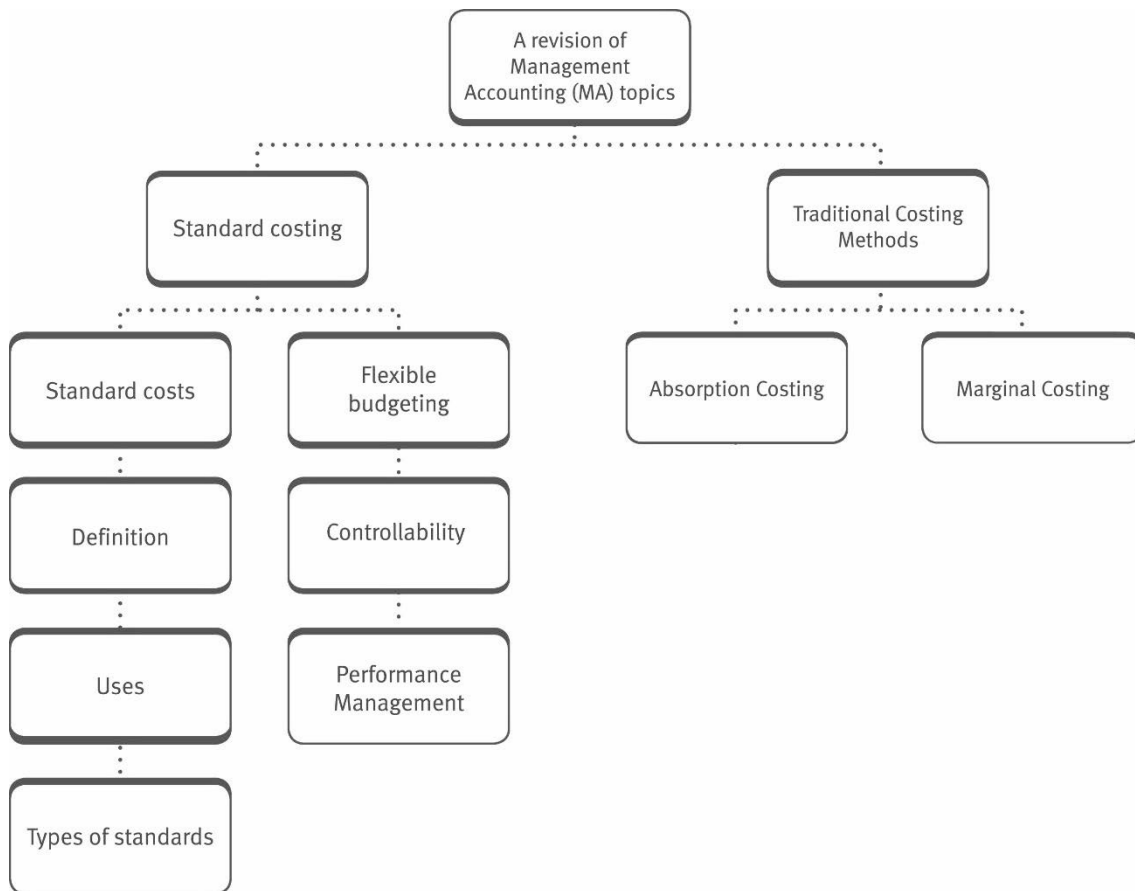 A revision of
Management
Accounting (MA) topics
Standard costing
Traditional Costing
Methods
Standard costs
Flexible
budgeting
Absorption Costing
Marginal Costing
Definition
Controllability
Uses
Performance
Management
Types of standards